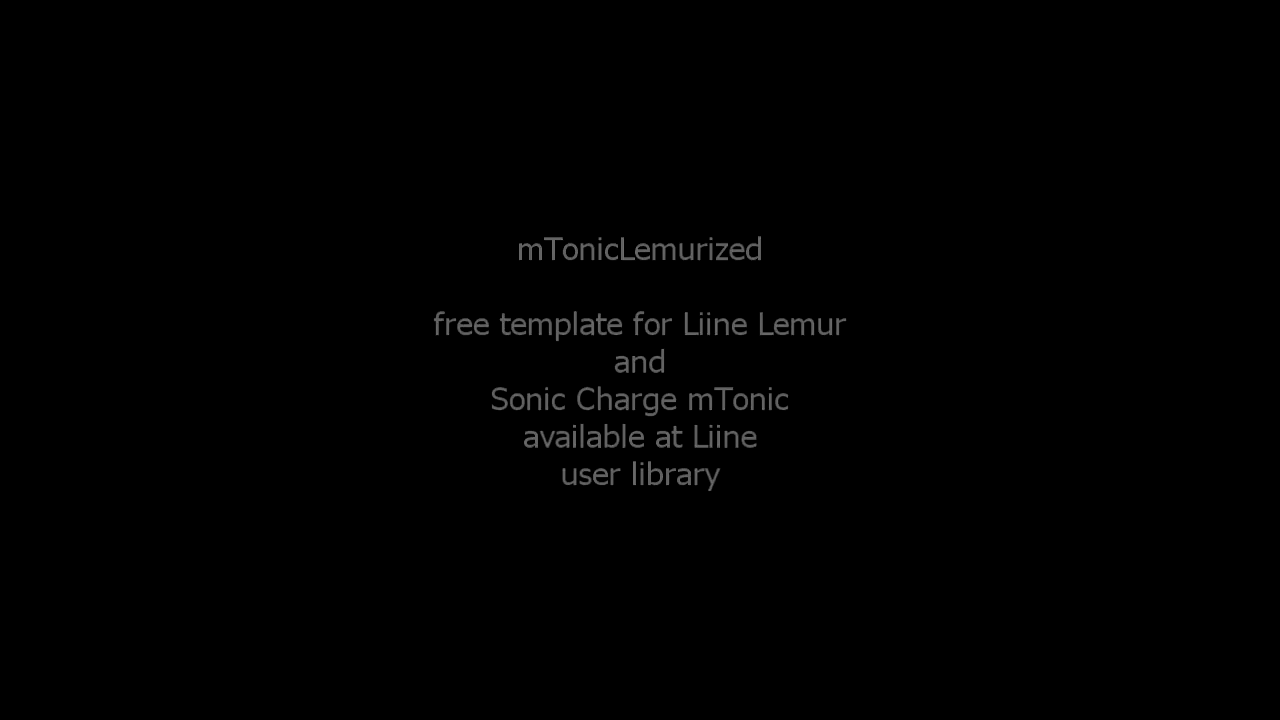 mTonicLemurized
free template for Liine Lemur
and
Sonic Charge mTonic
available at Liine
user library